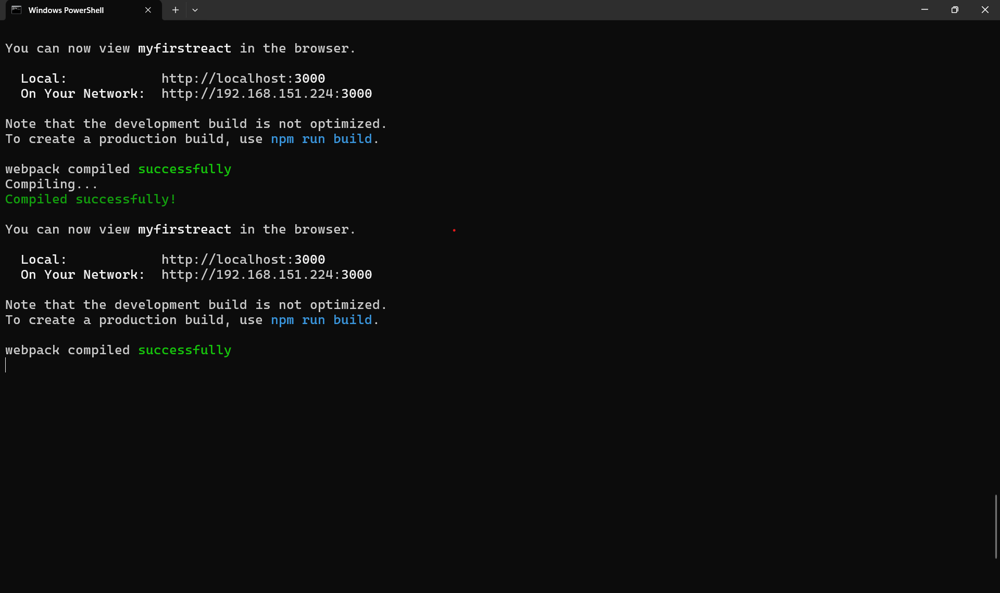 Windows PowerShell
You can now view myfirstreact in the browser.
Local: http://localhost:3000
On Your Network: http://192.168.151.224:3000
Note that the development build is not optimized.
To create a production build, use npm run build.
webpack compiled successfully
Compiling...
Compiled successfully!
You can now view myfirstreact in the browser.
Local: http://localhost:3000
On Your Network: http://192.168.151.224:3000
Note that the development build is not optimized.
To create a production build, use npm run build.
webpack compiled successfully